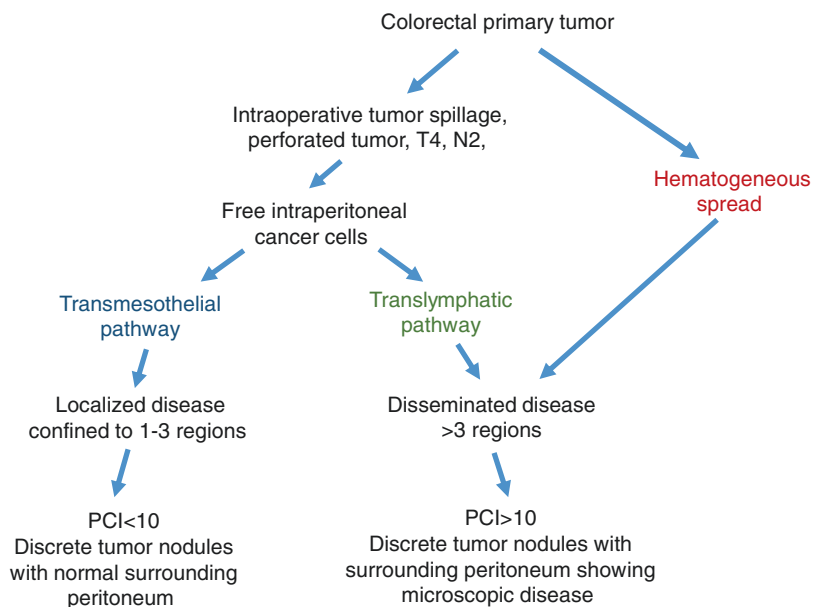 Colorectal primary tumor
Intraoperative tumor spillage,
perforated tumor, T4, N2,
Hematogeneous
spread
Free intraperitoneal
cancer cells
Transmesothelial
pathway
Translymphatic
pathway
Localized disease
confined to 1-3 regions
Disseminated disease
>3 regions
PCI<10
Discrete tumor nodules
with normal surrounding
peritoneum
PCI>10
Discrete tumor nodules with
surrounding peritoneum showing
microscopic disease